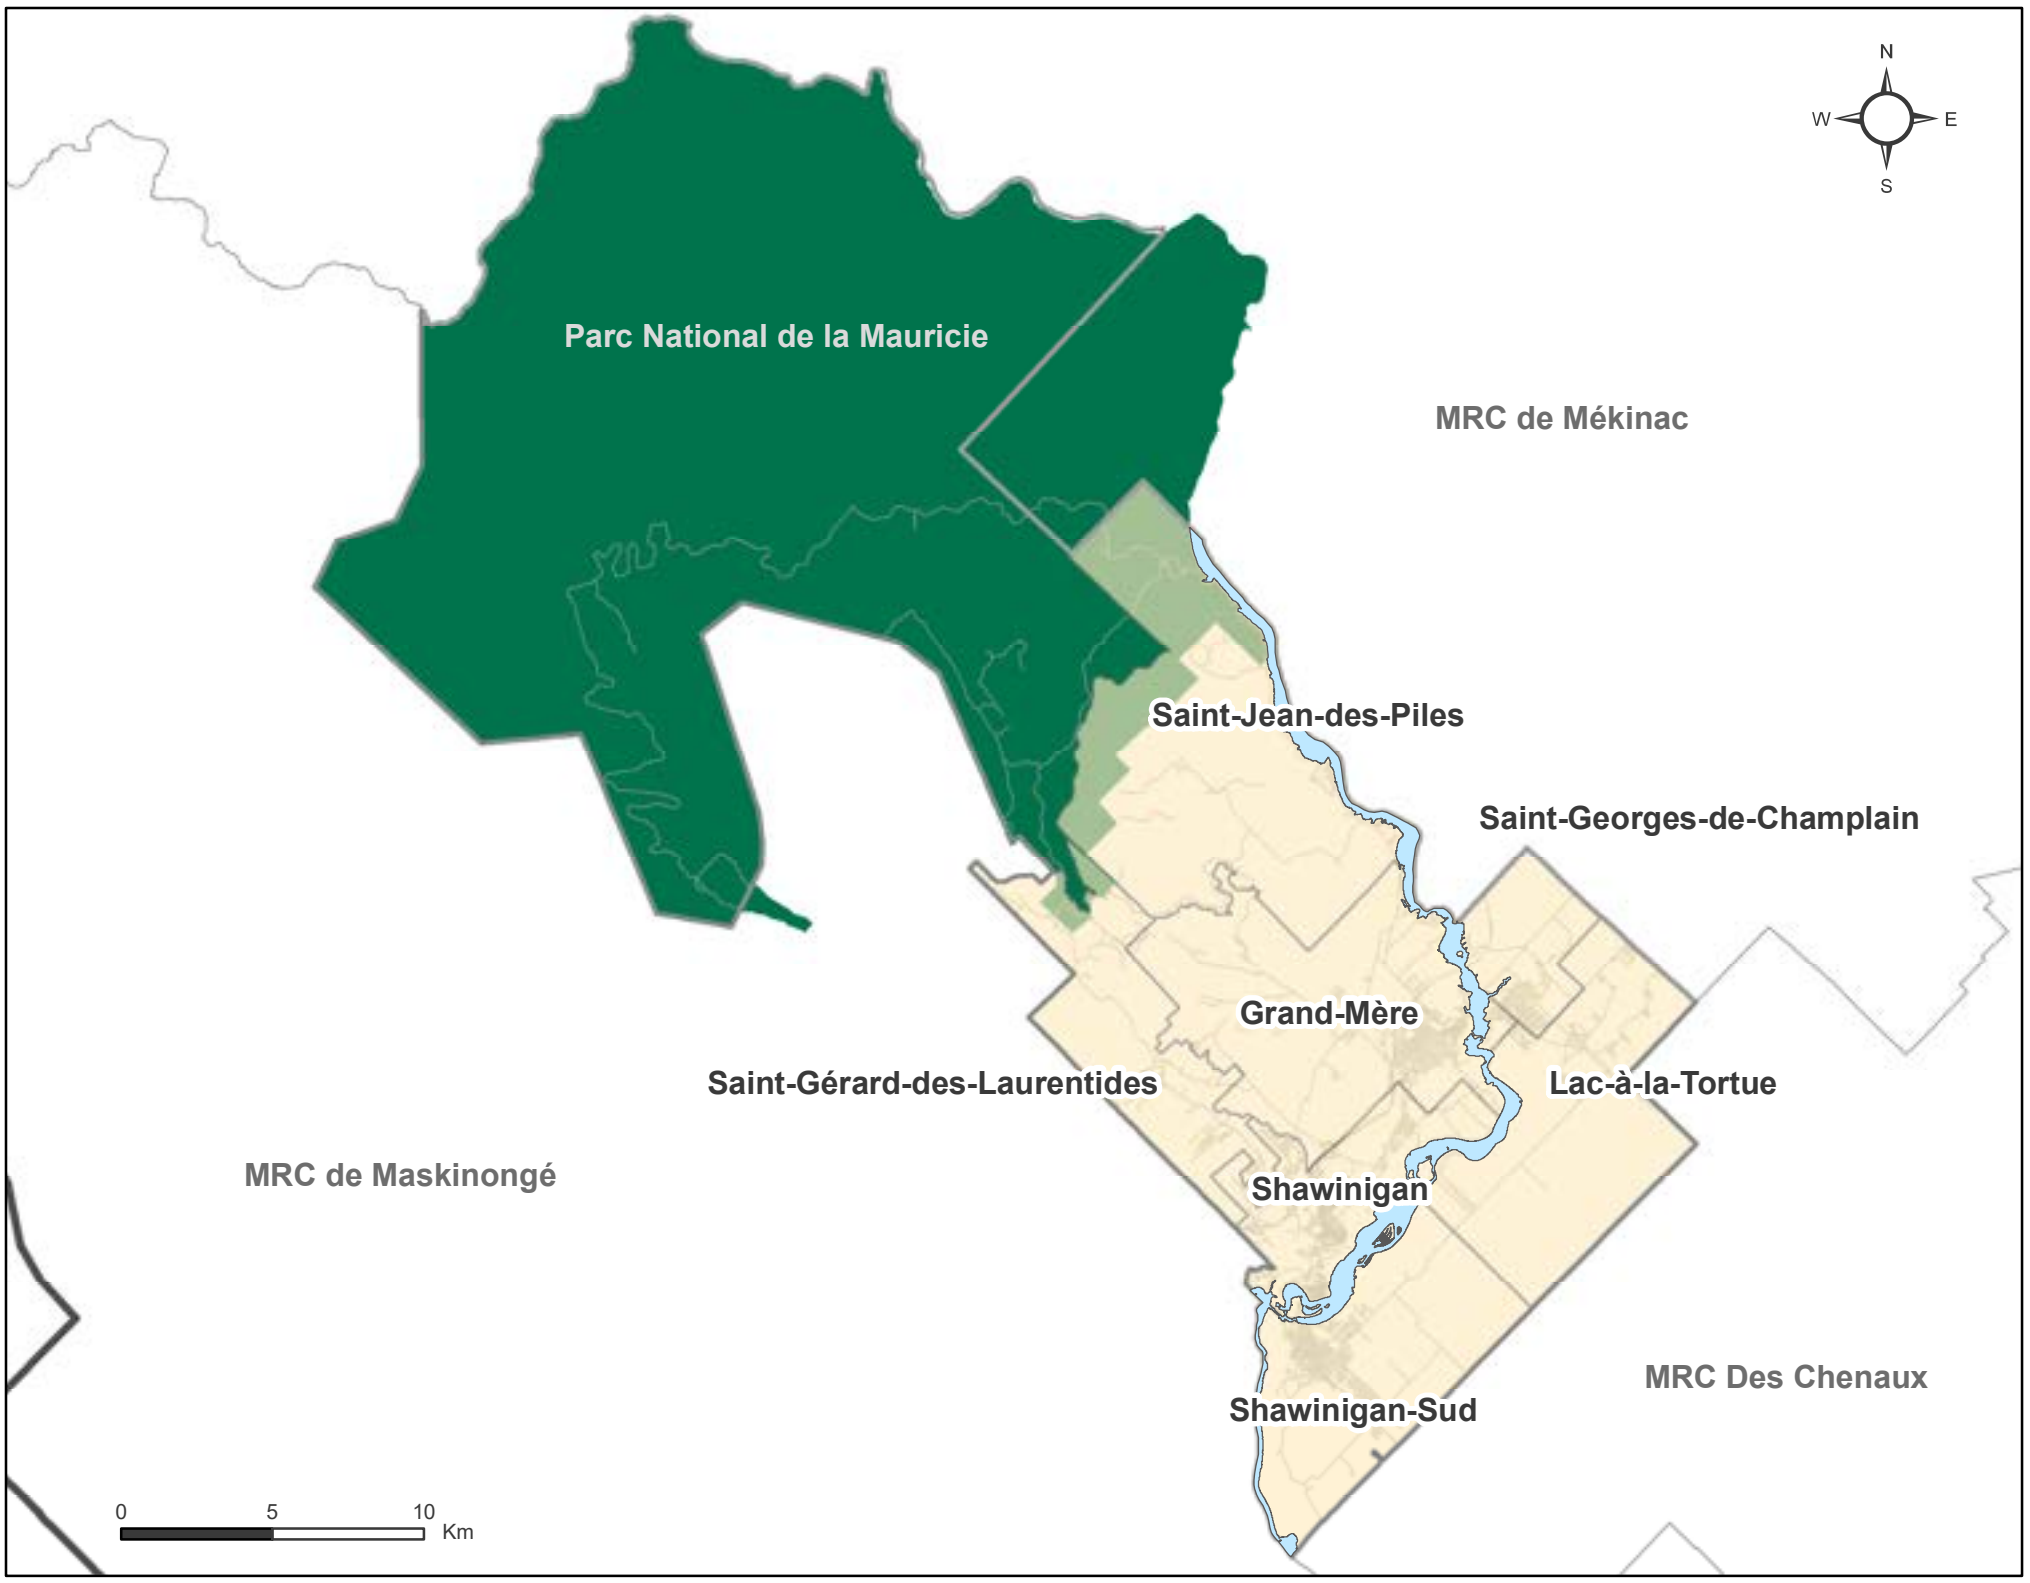 N
W E
S
Parc National de la Mauricie
MRC de Mékinac
Saint-Jean-des-Piles
Saint-Georges-de-Champlain
Grand-Mère
Saint-Gérard-des-Laurentides
Lac-à-la-Tortue
MRC de Maskinongé
Shawinigan
MRC Des Chenaux
Shawinigan-Sud
0 5 10
Km